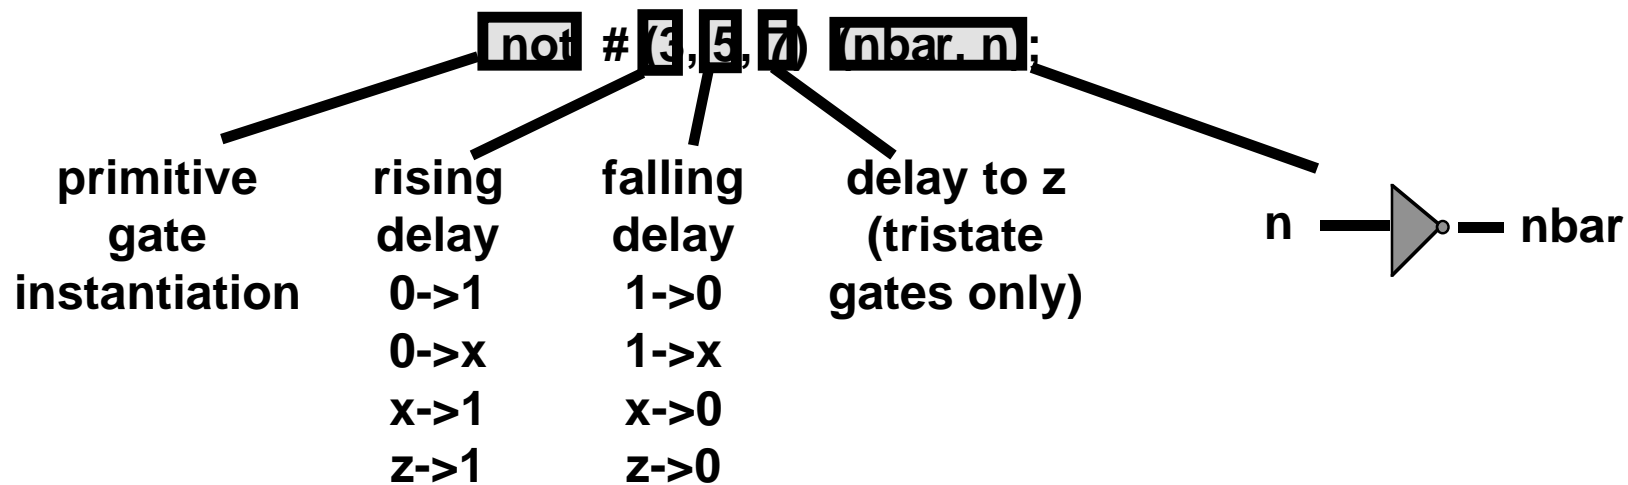 not # (3, 5, 7) (nbar, n);
primitive
gate
instantiation
rising
delay
0->1
0->x
x->1
z->1
falling
delay
1->0
1->x
x->0
z->0
delay to z
(tristate
gates only)
n
nbar